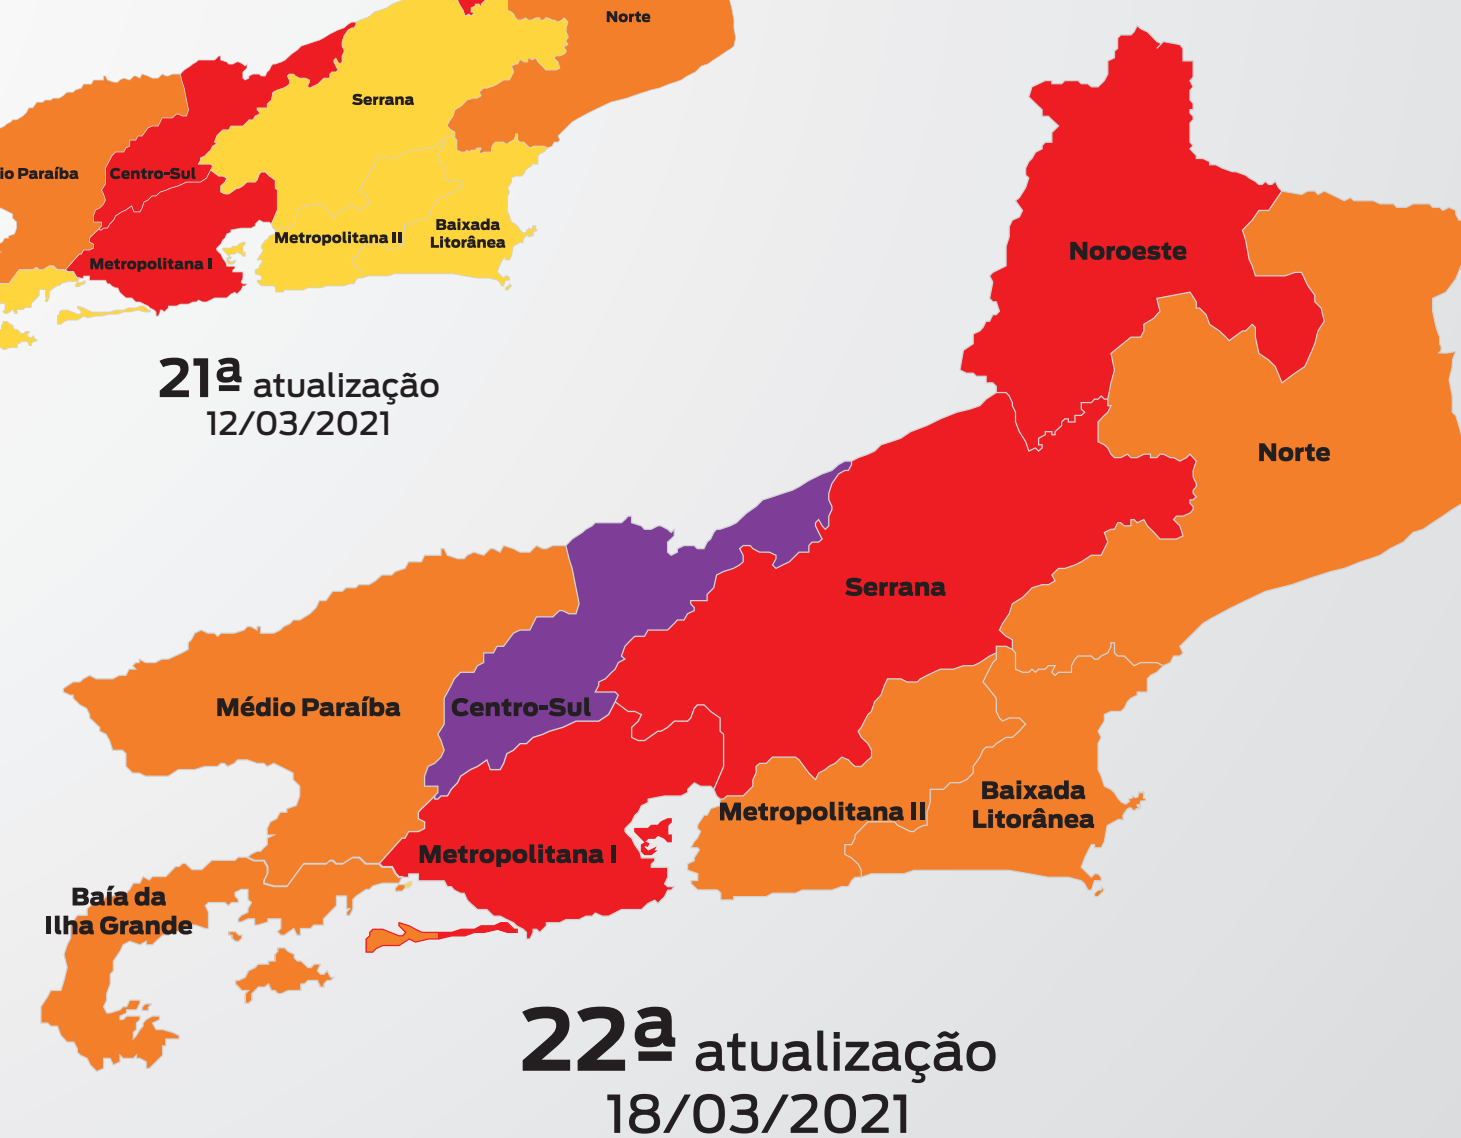 Norte
Serrana
io Paraíba
Centro-Sul
Baixada
Litorânea
Metropolitana II
Metropolitana I
21ª atualização
12/03/2021
Noroeste
Norte
Serrana
Médio Paraíba
Centro-Sul
Baixada
Litorânea
Metropolitana II
Metropolitana I
Baía da
Ilha Grande
22ª atualização
18/03/2021